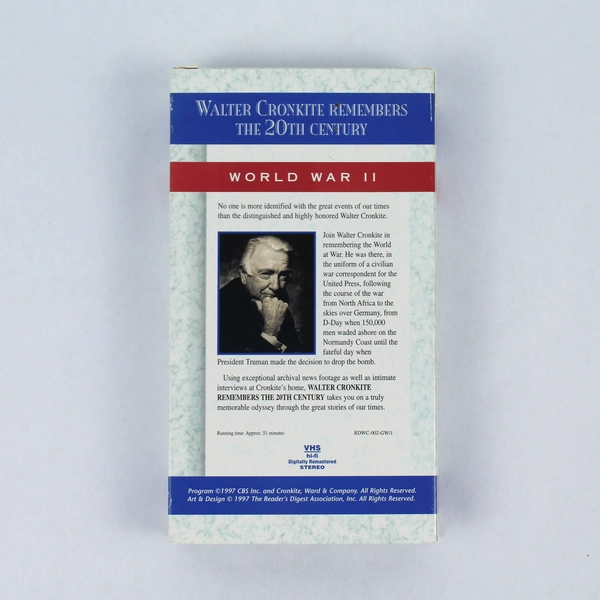 WALTER CRONKITE REMEMBERS
THE 20TH CENTURY
WORLD WAR II
No one is more identified with the great events of our times
than the distinguished and highly honored Walter Cronkite.
Join Walter Cronkite in
remembering the World
at War. He was there, in
the uniform of a civilian
war correspondent for the
United Press, following
the course of the war
from North Africa to the
skies over Germany, from
D-Day when 150,000
men waded ashore on the
Normandy Coast until the
fateful day when
President Truman made the decision to drop the bomb.
Using exceptional archival news footage as well as intimate
interviews at Cronkite's home, WALTER CRONKITE
REMEMBERS THE 20TH CENTURY takes you on a truly
memorable odyssey through the great stories of our times.
Running time: Approx. 51 minutes RDWC-002-GW/1
VHS
hi-fi
Digitally Remastered
STEREO
Program ©1997 CBS Inc. and Cronkite, Ward & Company. All Rights Reserved.
Art & Design © 1997 The Reader's Digest Association, Inc. All Rights Reserved.